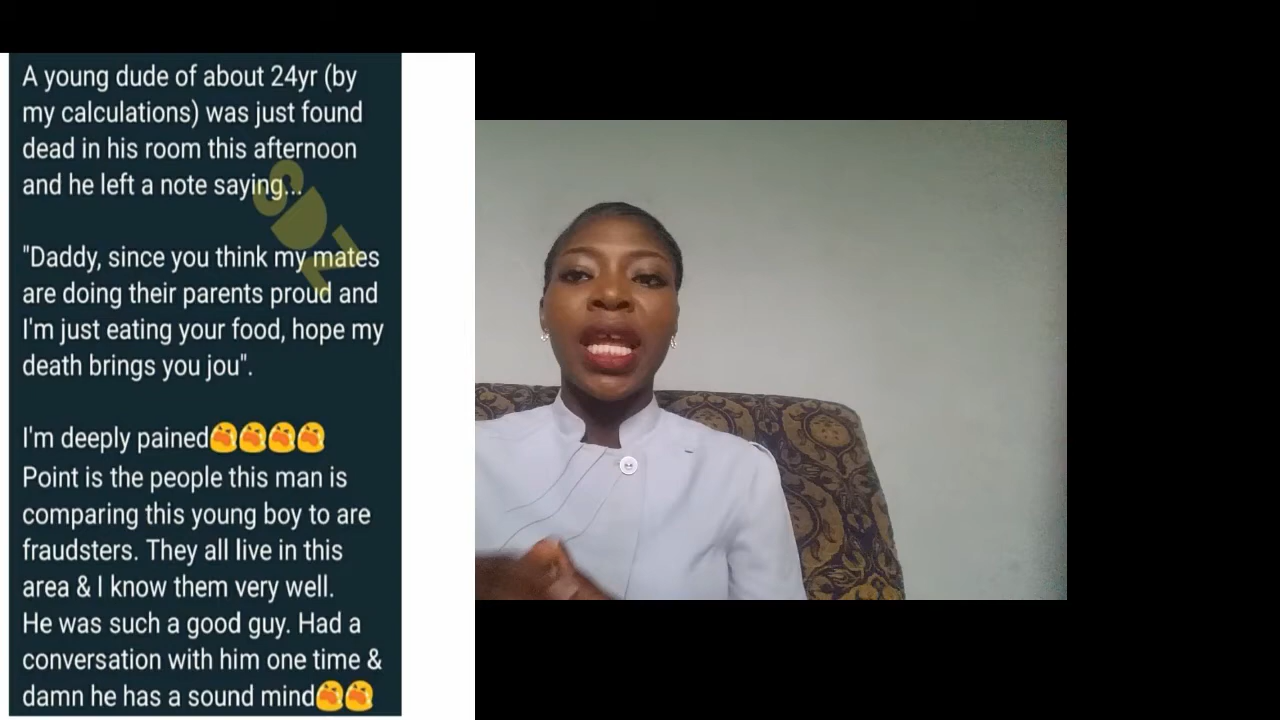 A young dude of about 24yr (by
my calculations) was just found
dead in his room this afternoon
and he left a note saying...
"Daddy, since you think my mates
are doing their parents proud and
I'm just eating your food, hope my
death brings you jou".
I'm deeply pained😭😭😭😭
Point is the people this man is
comparing this young boy to are
fraudsters. They all live in this
area & I know them very well.
He was such a good guy. Had a
conversation with him one time &
damn he has a sound mind😭😭